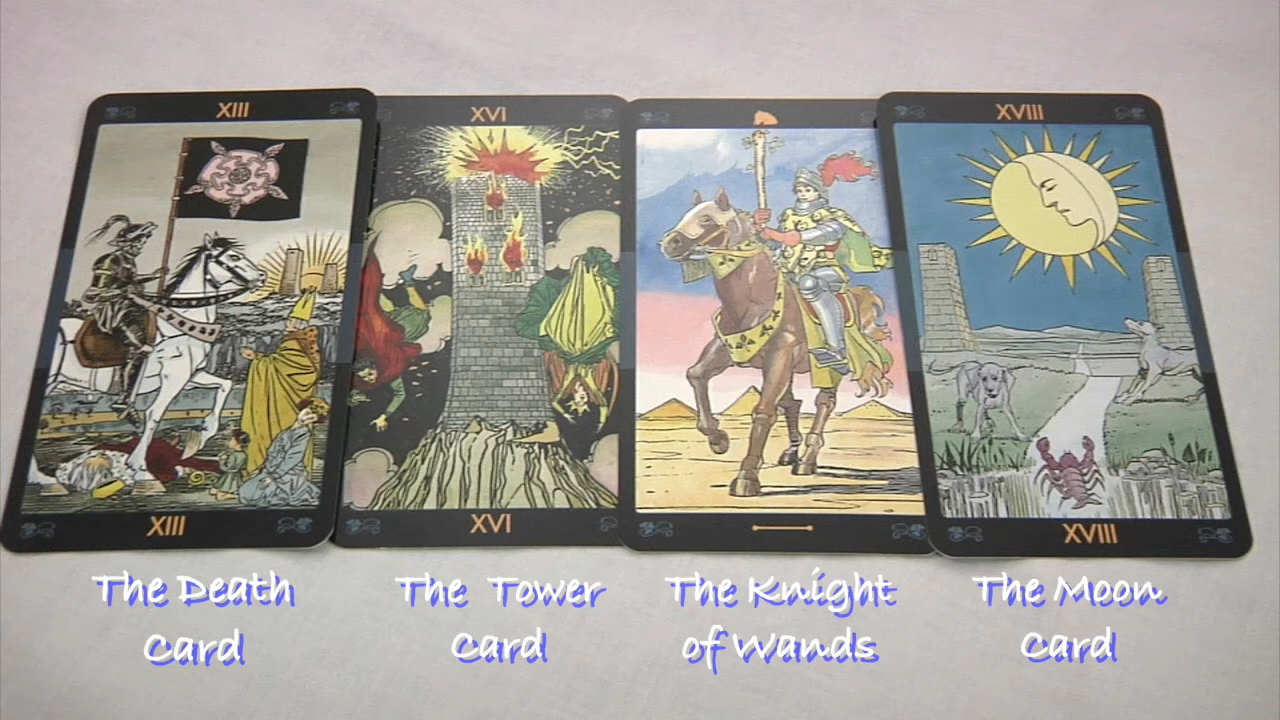 XIII
XVI
XVIII
XIII
XVI
XVIII
The Death
Card
The Tower
Card
The Knight
of Wands
The Moon
Card